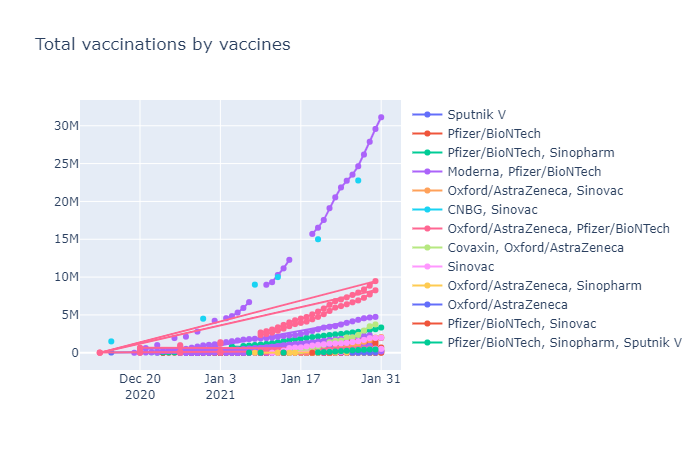 Total vaccinations by vaccines
30M
25M
20M
15M
10M
5M
0
Dec 20
2020
Jan 3
2021
Jan 17
Jan 31
Sputnik V
Pfizer/BioNTech
Pfizer/BioNTech, Sinopharm
Moderna, Pfizer/BioNTech
Oxford/AstraZeneca, Sinovac
CNBG, Sinovac
Oxford/AstraZeneca, Pfizer/BioNTech
Covaxin, Oxford/AstraZeneca
Sinovac
Oxford/AstraZeneca, Sinopharm
Oxford/AstraZeneca
Pfizer/BioNTech, Sinovac
Pfizer/BioNTech, Sinopharm, Sputnik V